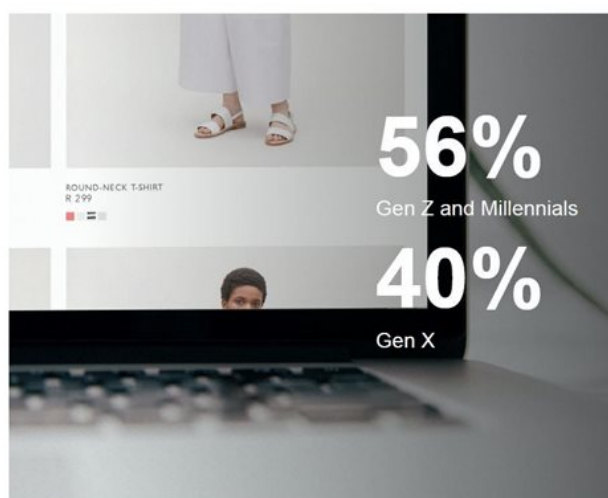 ROUND-NECK T-SHIRT
R 299
56%
Gen Z and Millennials
40%
Gen X